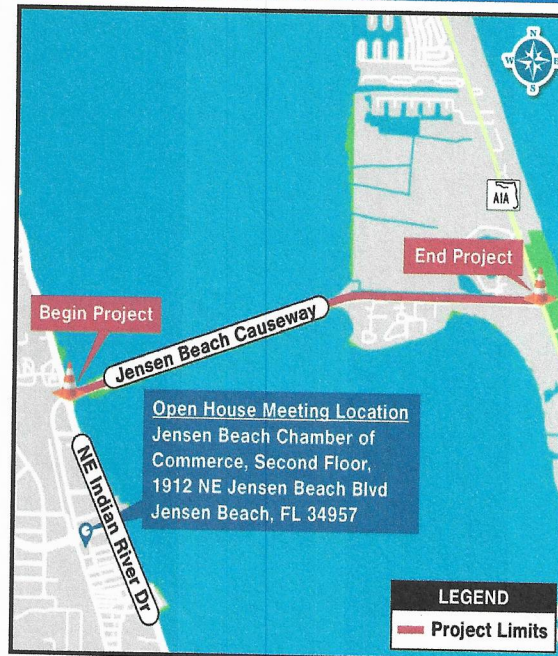 N
W E
S
A1A
End Project
Begin Project
Jensen Beach Causeway
Open House Meeting Location
Jensen Beach Chamber of
Commerce, Second Floor,
1912 NE Jensen Beach Blvd
Jensen Beach, FL 34957
NE Indian River Dr
LEGEND
Project Limits